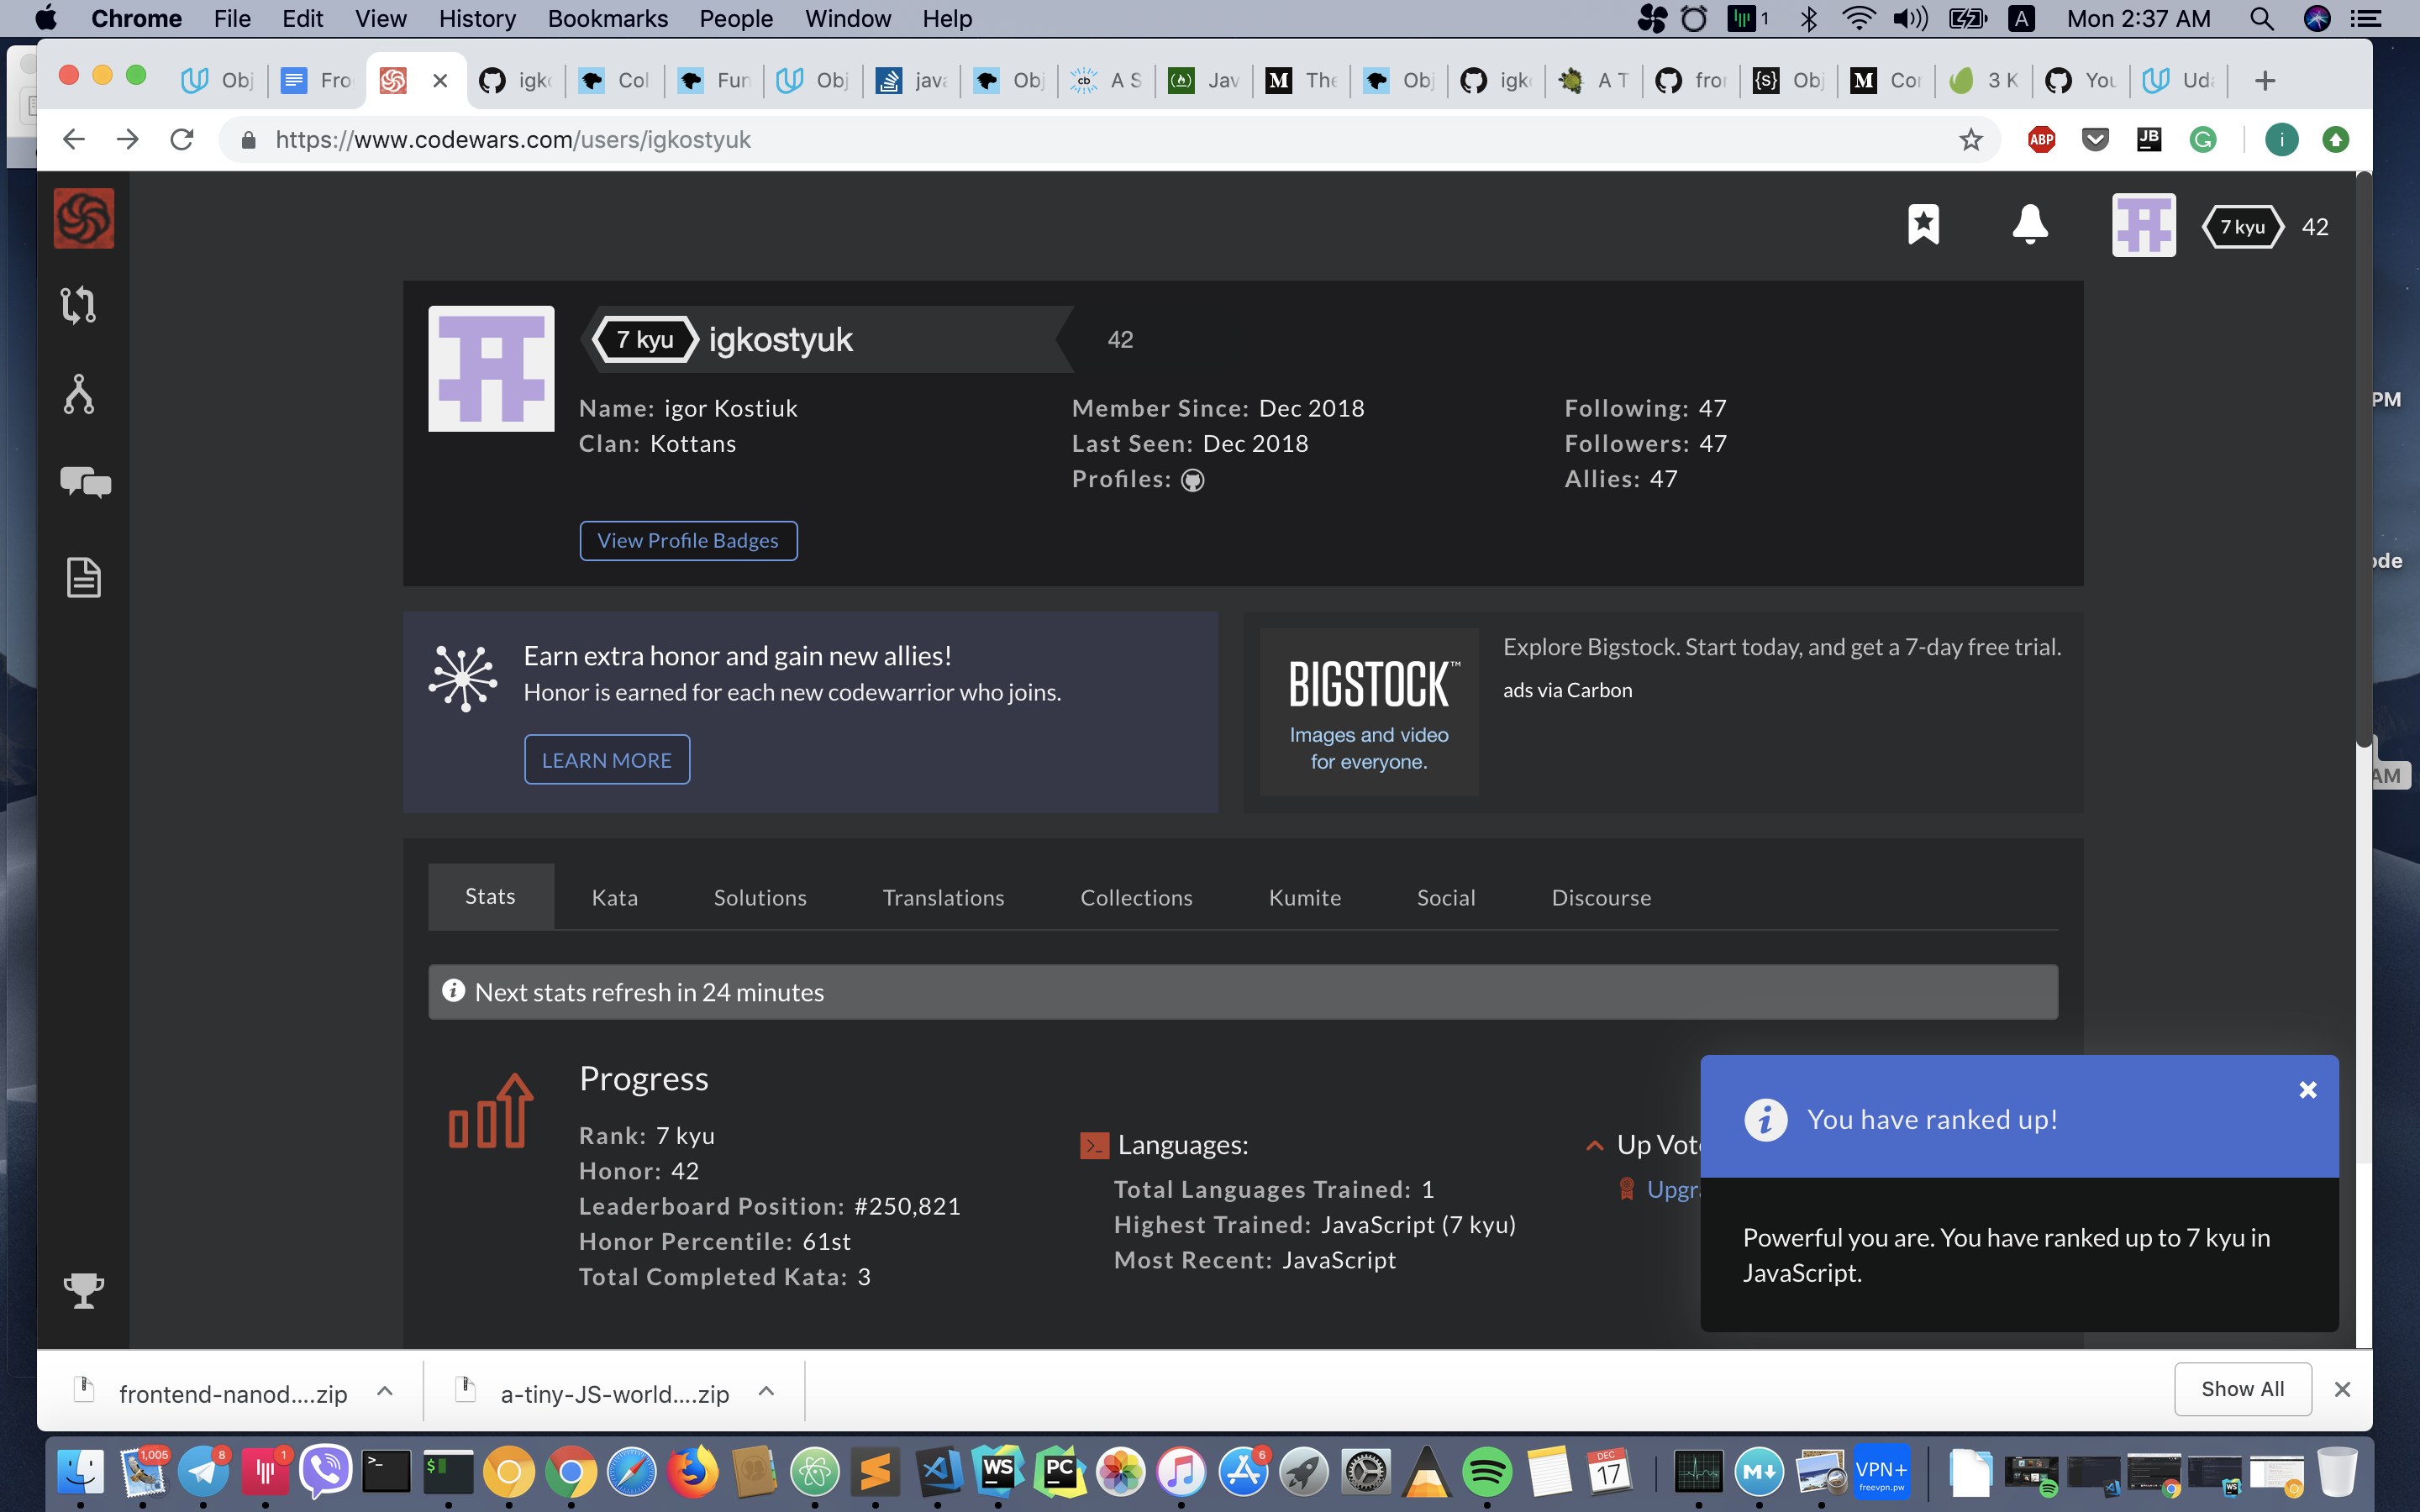 Chrome File Edit View History Bookmarks People Window Help
1 A Mon 2:37 AM
Obj Fro igk Col Fun Obj java Obj A S Jav The Obj igk A T fron {s} Obj M Cor 3 K You Uda
https://www.codewars.com/users/igkostyuk
ABP JB i
7 kyu 42
7 kyu igkostyuk 42
Name: igor Kostiuk
Clan: Kottans
Member Since: Dec 2018
Last Seen: Dec 2018
Profiles:
Following: 47
Followers: 47
Allies: 47
View Profile Badges
Earn extra honor and gain new allies!
Honor is earned for each new codewarrior who joins.
LEARN MORE
BIGSTOCK™
Images and video
for everyone.
Explore Bigstock. Start today, and get a 7-day free trial.
ads via Carbon
Stats Kata Solutions Translations Collections Kumite Social Discourse
Next stats refresh in 24 minutes
Progress
Rank: 7 kyu
Honor: 42
Leaderboard Position: #250,821
Honor Percentile: 61st
Total Completed Kata: 3
Languages:
Total Languages Trained: 1
Highest Trained: JavaScript (7 kyu)
Most Recent: JavaScript
Up Vot
Upgr
You have ranked up!
Powerful you are. You have ranked up to 7 kyu in
JavaScript.
PM
ode
AM
frontend-nanod....zip
a-tiny-JS-world....zip
Show All
1,005 8 1 WS PC 6 DEC 17 M VPN+
freevpn.pw